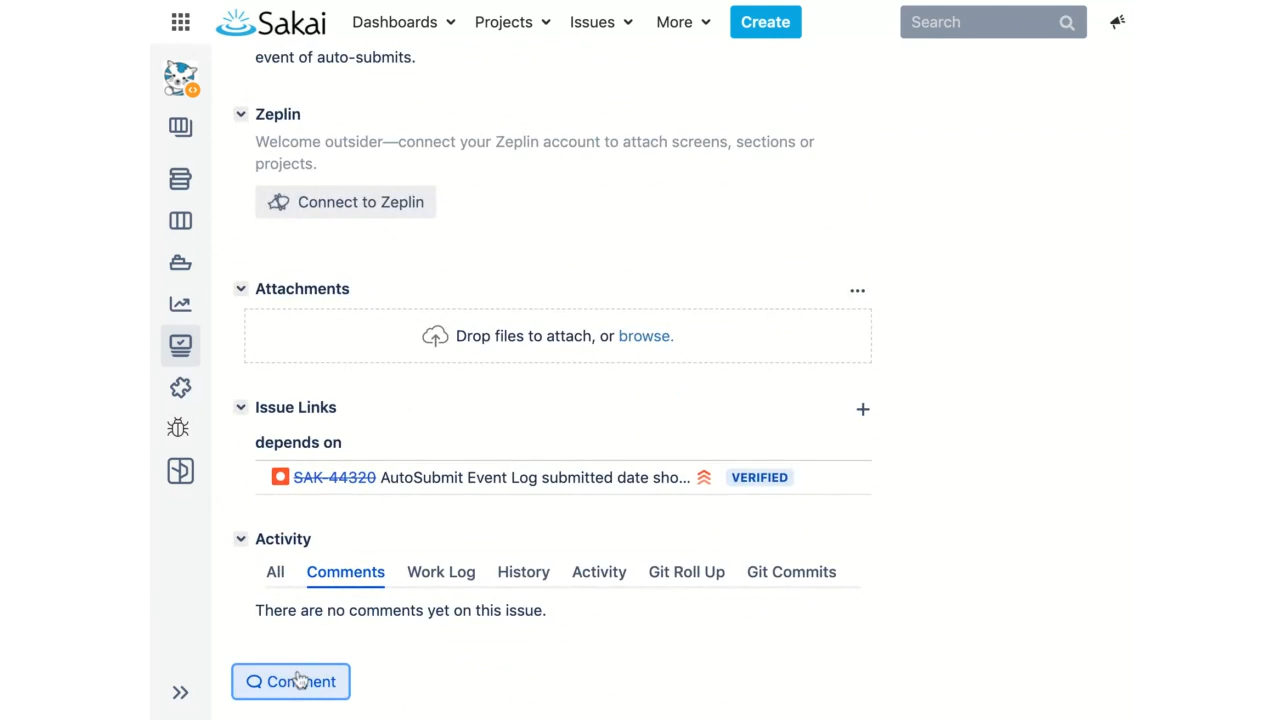 Sakai Dashboards Projects Issues More Create Search
event of auto-submits.
Zeplin
Welcome outsider—connect your Zeplin account to attach screens, sections or
projects.
Connect to Zeplin
Attachments
Drop files to attach, or browse.
Issue Links
depends on
SAK-44320 AutoSubmit Event Log submitted date sho... VERIFIED
Activity
All Comments Work Log History Activity Git Roll Up Git Commits
There are no comments yet on this issue.
Comment